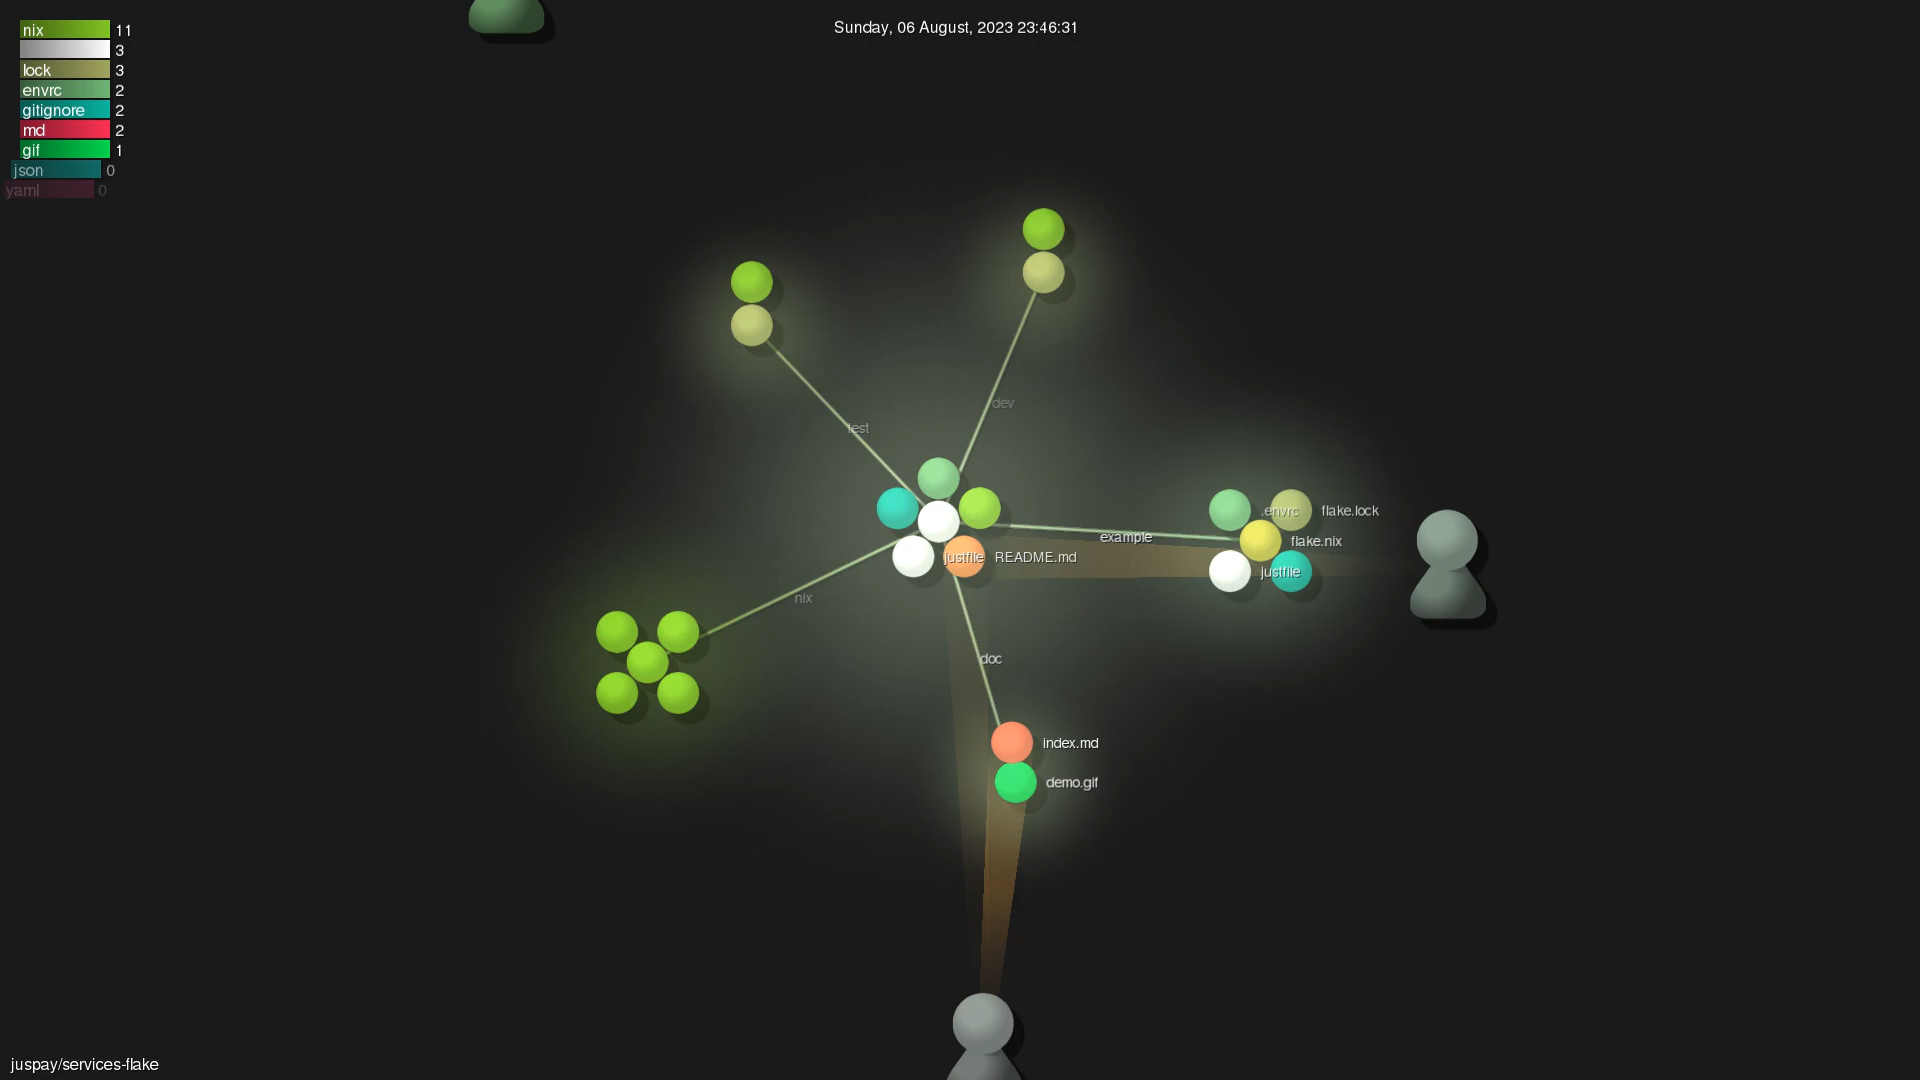 Sunday, 06 August, 2023 23:46:31
nix 11
3
lock 3
envrc 2
gitignore 2
md 2
gif 1
json 0
yaml 0
dev
test
.envrc
flake.lock
example
flake.nix
justfile
README.md
justfile
nix
doc
index.md
demo.gif
juspay/services-flake